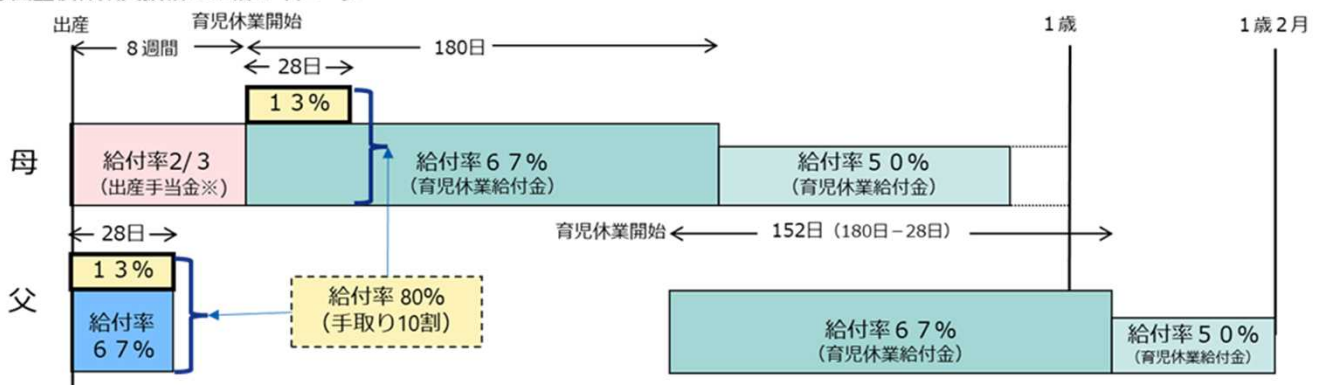 出産
育児休業開始
1歳
1歳2月
8週間
180日
28日
13%
母
給付率2/3
(出産手当金※)
給付率67%
(育児休業給付金)
給付率50%
(育児休業給付金)
28日
育児休業開始
152日(180日-28日)
13%
父
給付率
67%
給付率 80%
(手取り10割)
給付率67%
(育児休業給付金)
給付率50%
(育児休業給付金)